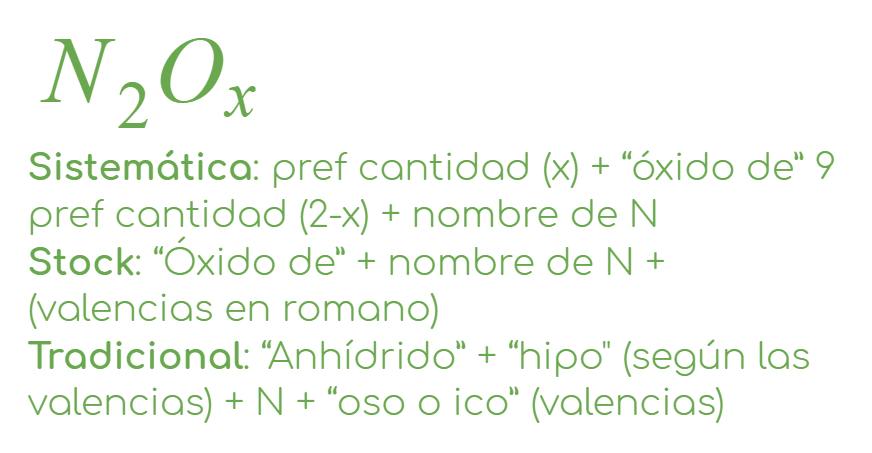 N₂Oₓ
Sistemática: pref cantidad (x) + “óxido de” 9
pref cantidad (2-x) + nombre de N
Stock: “Óxido de” + nombre de N +
(valencias en romano)
Tradicional: “Anhídrido” + “hipo" (según las
valencias) + N + “oso o ico” (valencias)